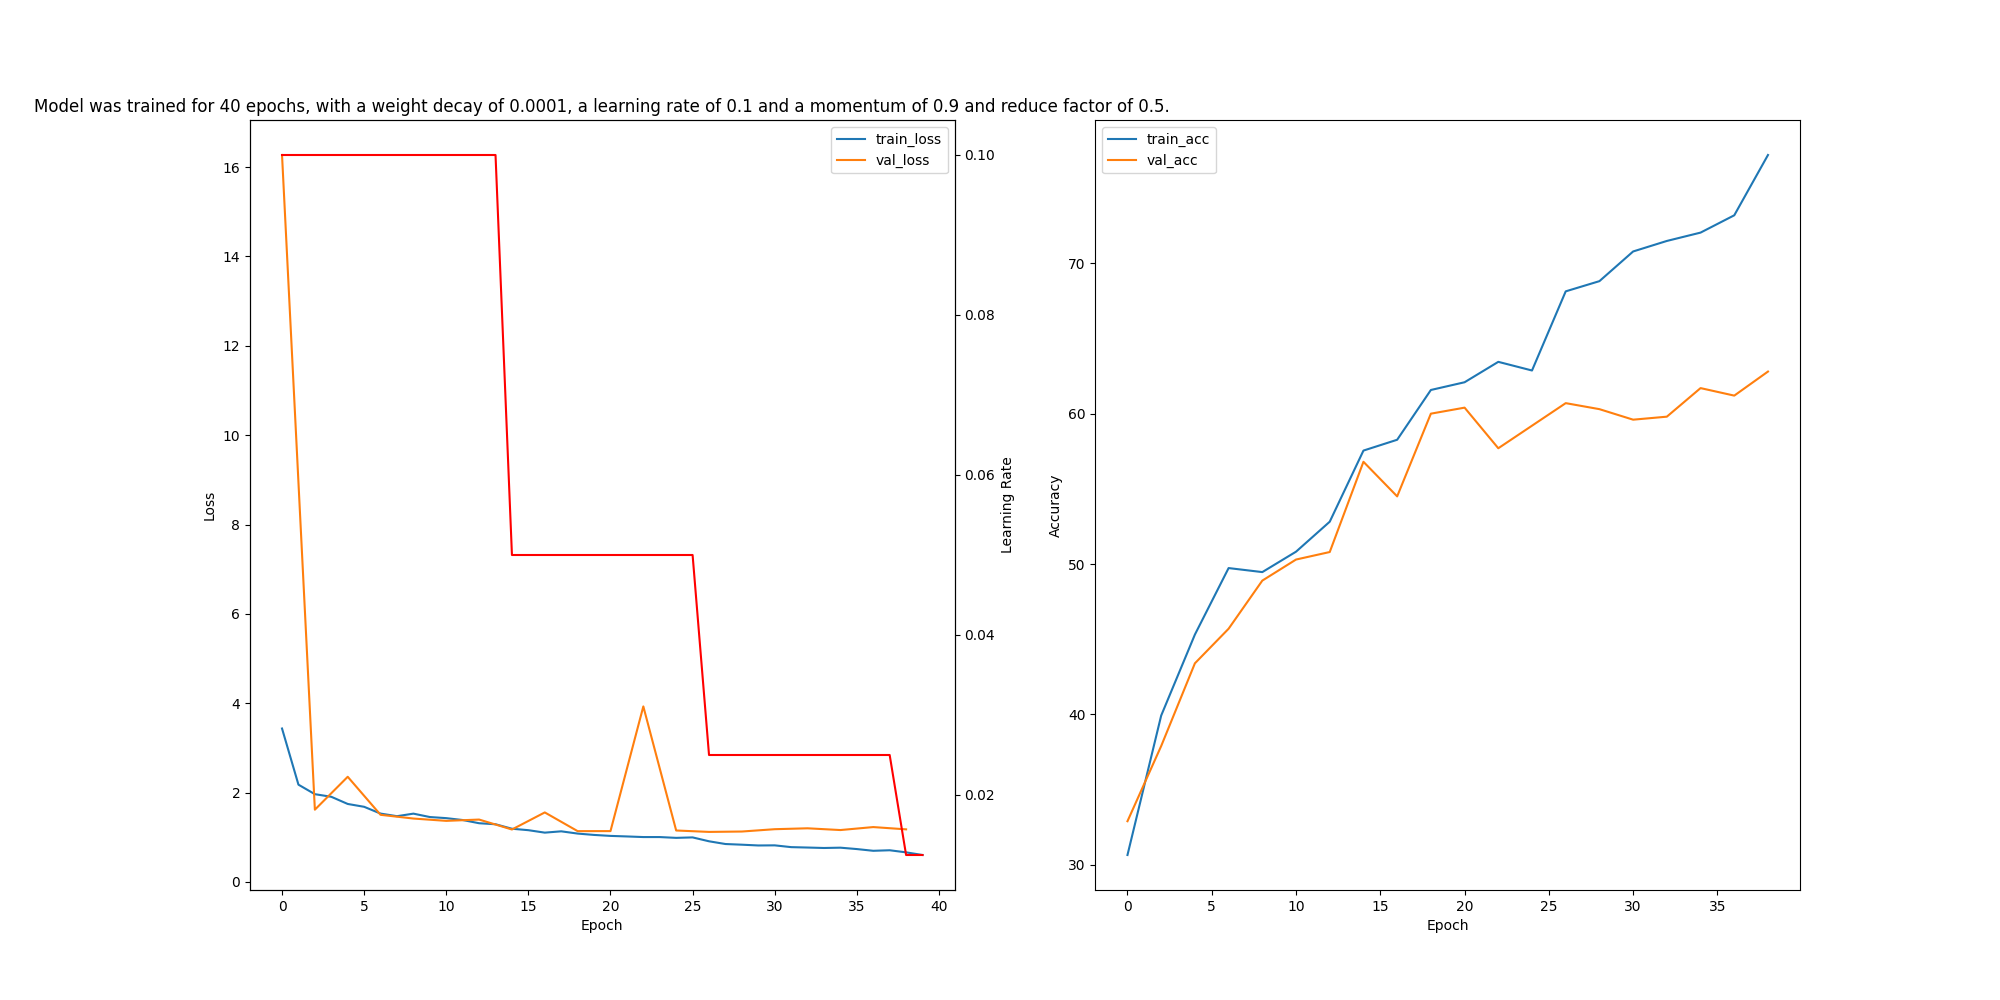 Model was trained for 40 epochs, with a weight decay of 0.0001, a learning rate of 0.1 and a momentum of 0.9 and reduce factor of 0.5.
train_loss
val_loss
16
14
12
10
8
6
4
2
0
Loss
0.10
0.08
0.06
0.04
0.02
Learning Rate
0 5 10 15 20 25 30 35 40
Epoch
train_acc
val_acc
70
60
50
40
30
Accuracy
0 5 10 15 20 25 30 35
Epoch